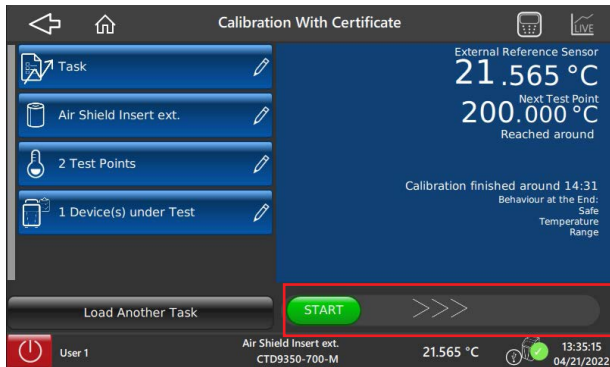 Calibration With Certificate
LIVE
Task
Air Shield Insert ext.
2 Test Points
1 Device(s) under Test
Load Another Task
External Reference Sensor
21.565 °C
Next Test Point
200.000 °C
Reached around
Calibration finished around 14:31
Behaviour at the End:
Safe
Temperature
Range
START
>>>
User 1
Air Shield Insert ext.
CTD9350-700-M
21.565 °C
13:35:15
04/21/2022